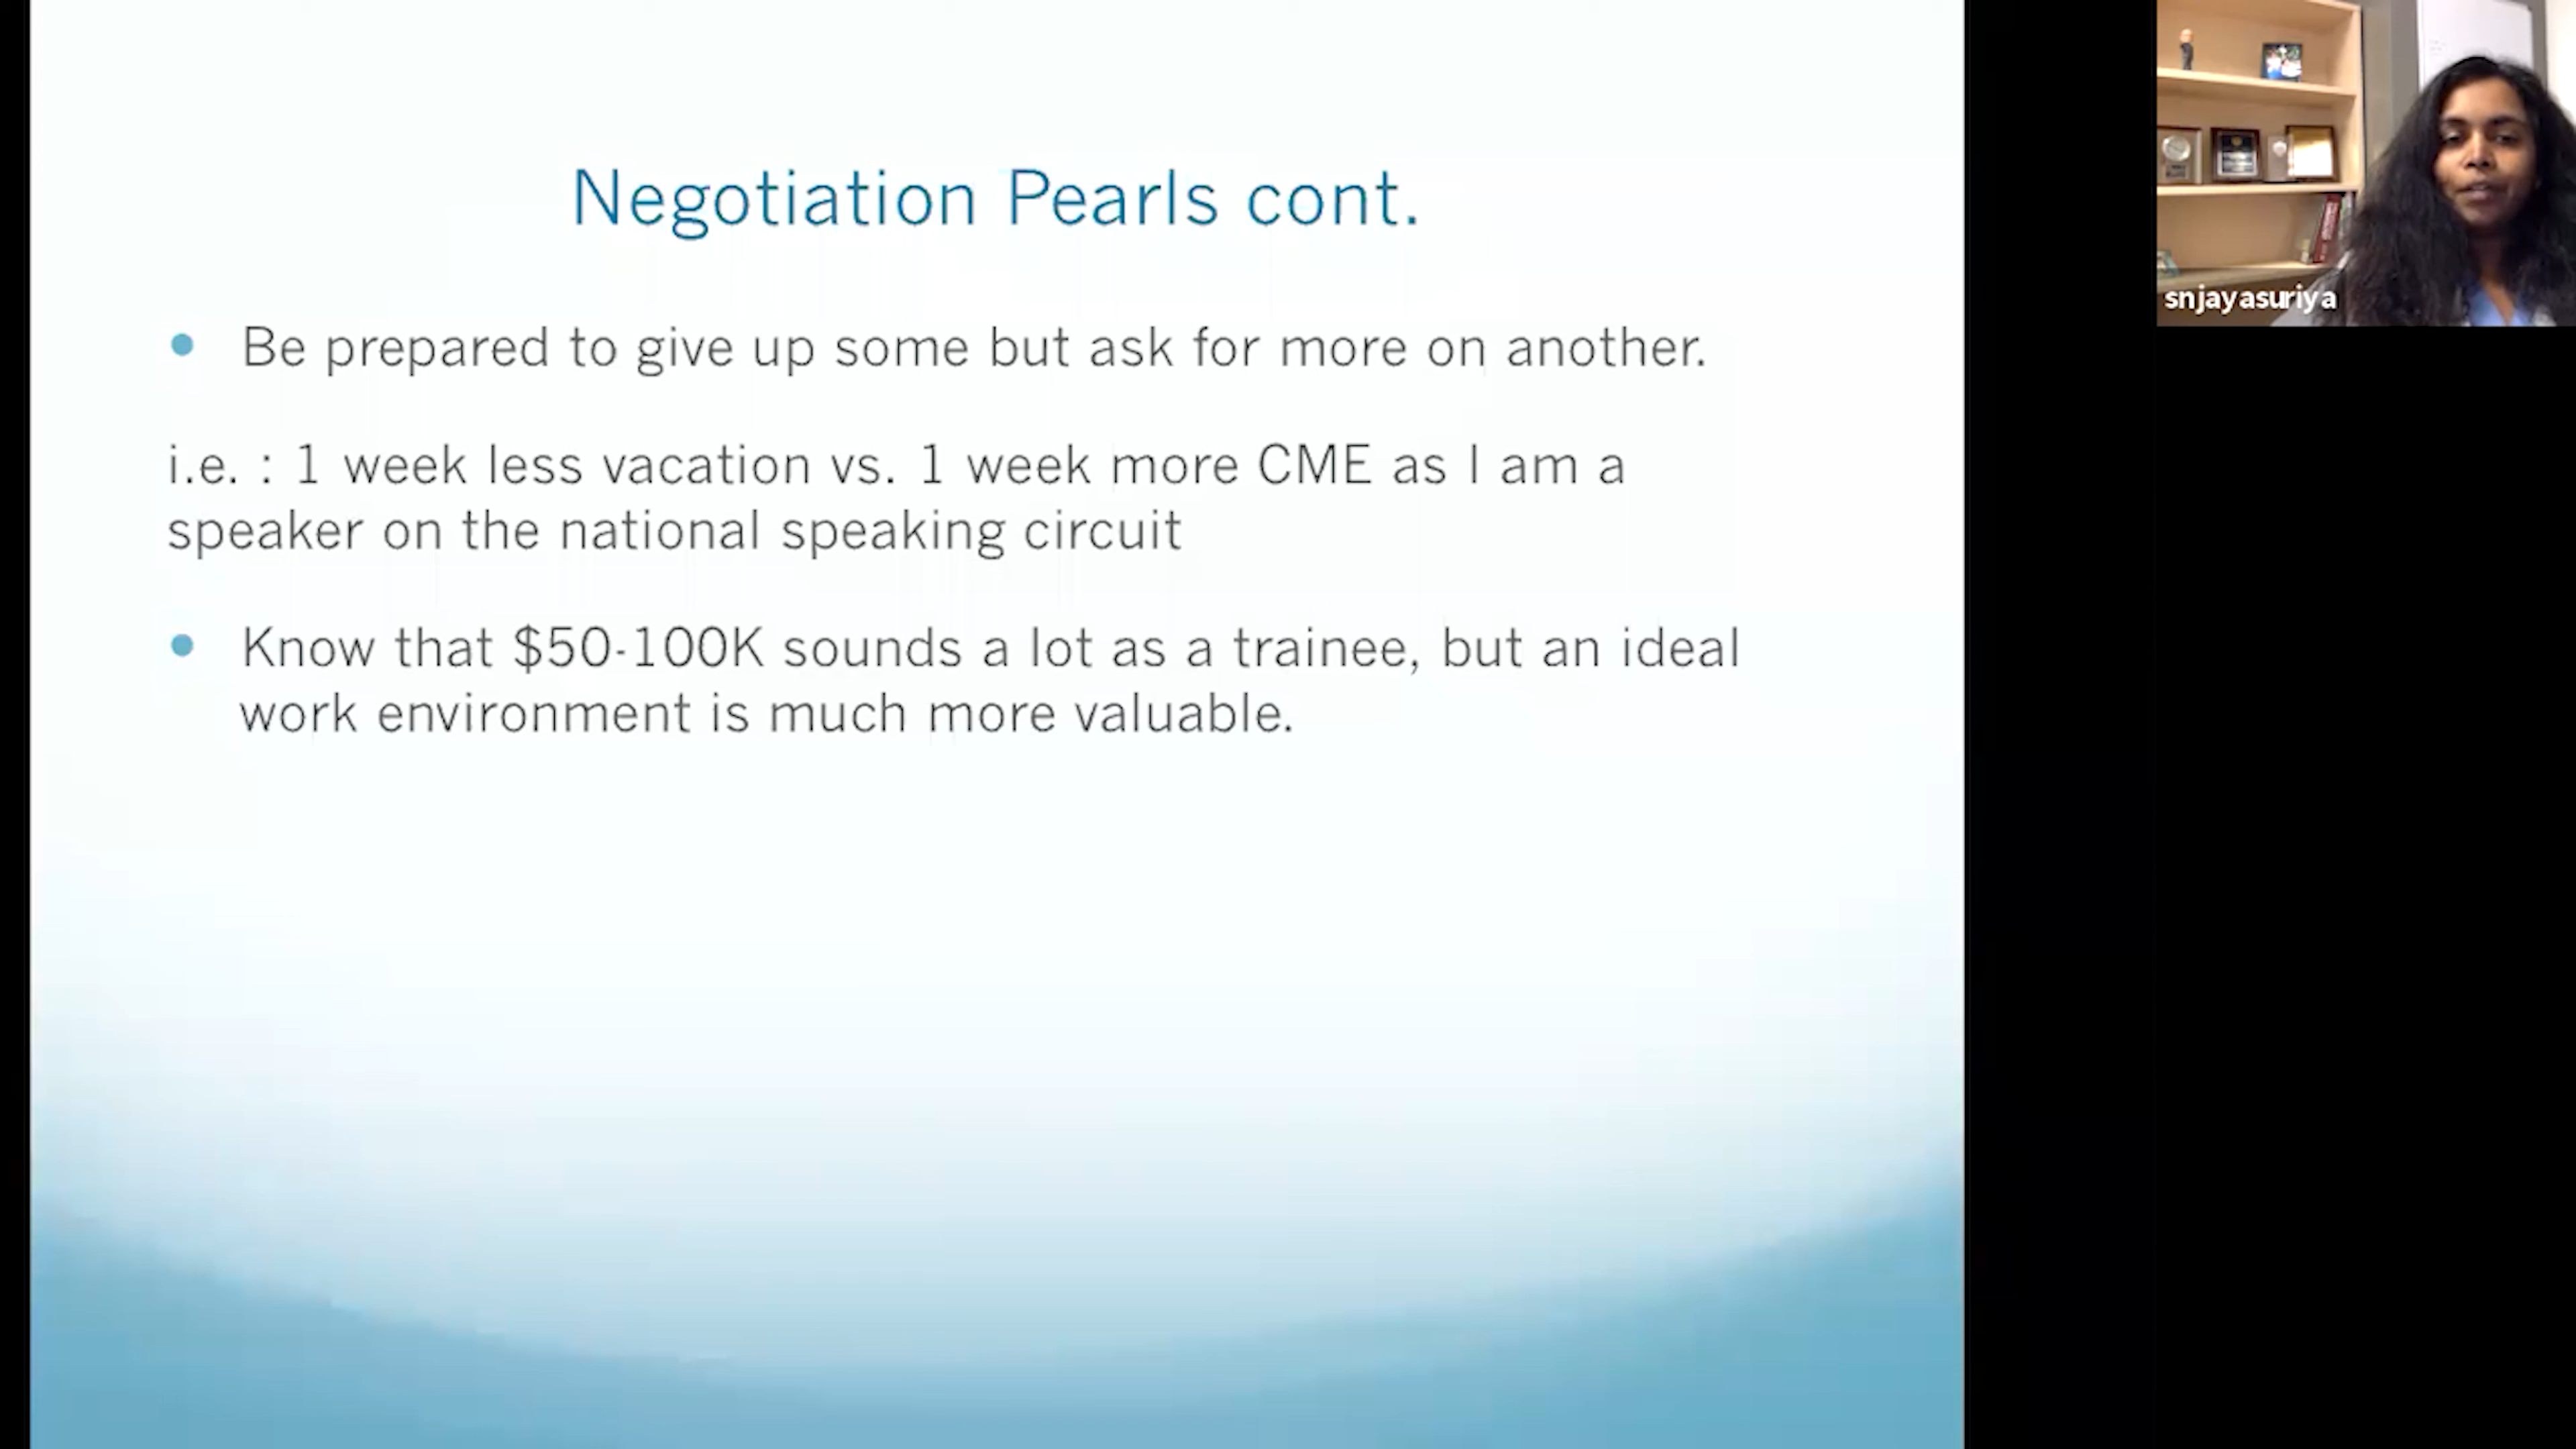 Negotiation Pearls cont.
• Be prepared to give up some but ask for more on another.
i.e. : 1 week less vacation vs. 1 week more CME as I am a
speaker on the national speaking circuit
• Know that $50-100K sounds a lot as a trainee, but an ideal
work environment is much more valuable.
snjayasuriya